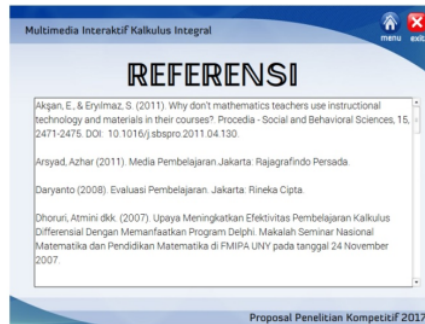 Multimedia Interaktif Kalkulus Integral
menu exit
REFERENSI
Akşan, E., & Eryılmaz, S. (2011). Why don't mathematics teachers use instructional
technology and materials in their courses?. Procedia - Social and Behavioral Sciences, 15,
2471-2475. DOI: 10.1016/j.sbspro.2011.04.130.
Arsyad, Azhar (2011). Media Pembelajaran.Jakarta: Rajagrafindo Persada.
Daryanto (2008). Evaluasi Pembelajaran. Jakarta: Rineka Cipta.
Dhoruri, Atmini dkk. (2007). Upaya Meningkatkan Efektivitas Pembelajaran Kalkulus
Differensial Dengan Memanfaatkan Program Delphi. Makalah Seminar Nasional
Matematika dan Pendidikan Matematika di FMIPA UNY pada tanggal 24 November
2007.
Proposal Penelitian Kompetitif 2017